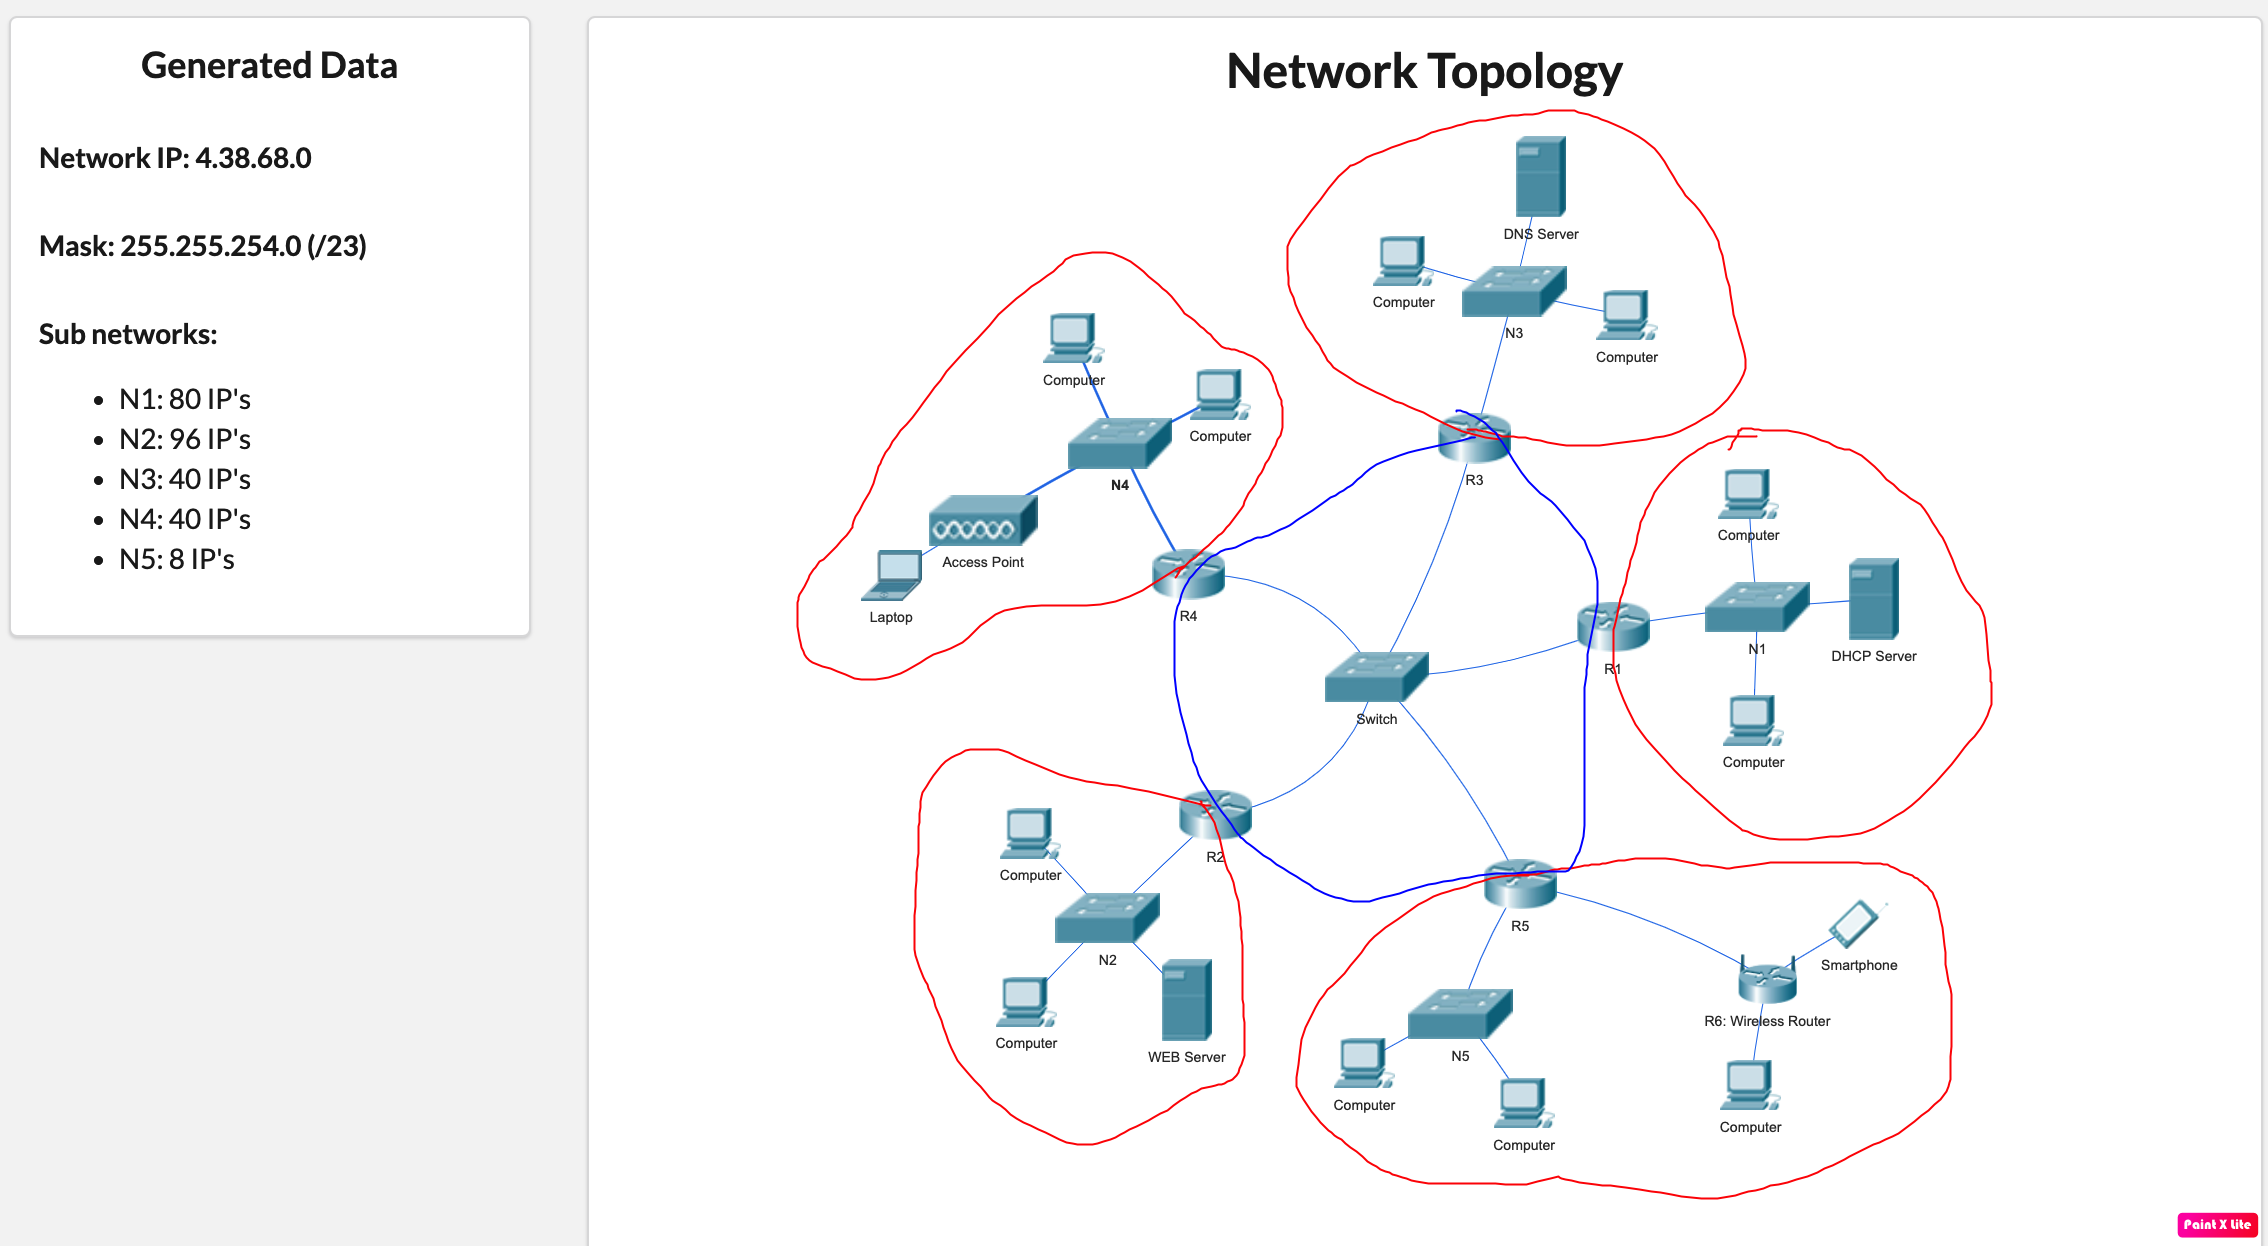 Generated Data
Network IP: 4.38.68.0
Mask: 255.255.254.0 (/23)
Sub networks:
• N1: 80 IP's
• N2: 96 IP's
• N3: 40 IP's
• N4: 40 IP's
• N5: 8 IP's
Network Topology
DNS Server
Computer
N3
Computer
R3
Computer
Computer
N4
Access Point
Laptop
R4
Computer
N1
DHCP Server
R1
Computer
Switch
R2
Computer
N2
Computer
WEB Server
R5
Smartphone
R6: Wireless Router
N5
Computer
Computer
Computer
Paint X Lite